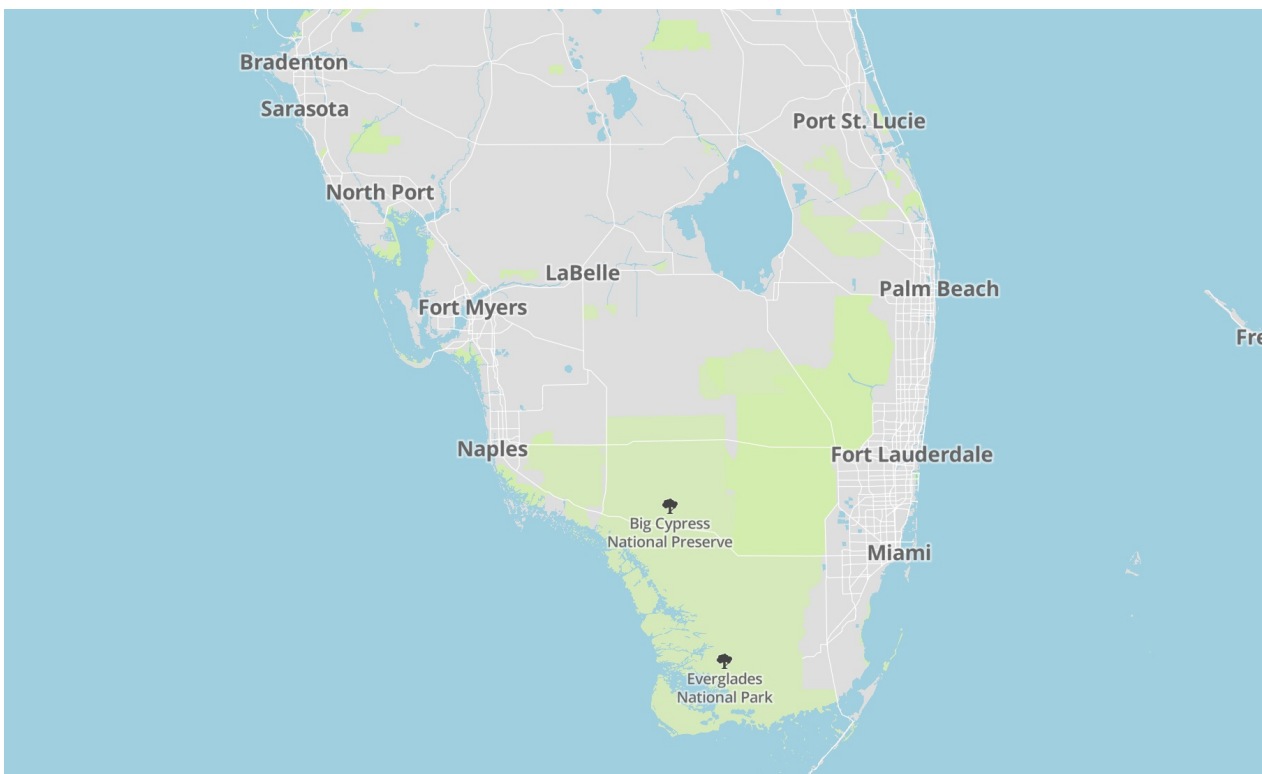 Bradenton
Sarasota
Port St. Lucie
North Port
LaBelle
Palm Beach
Fort Myers
Fre
Naples
Fort Lauderdale
Big Cypress
National Preserve
Miami
Everglades
National Park